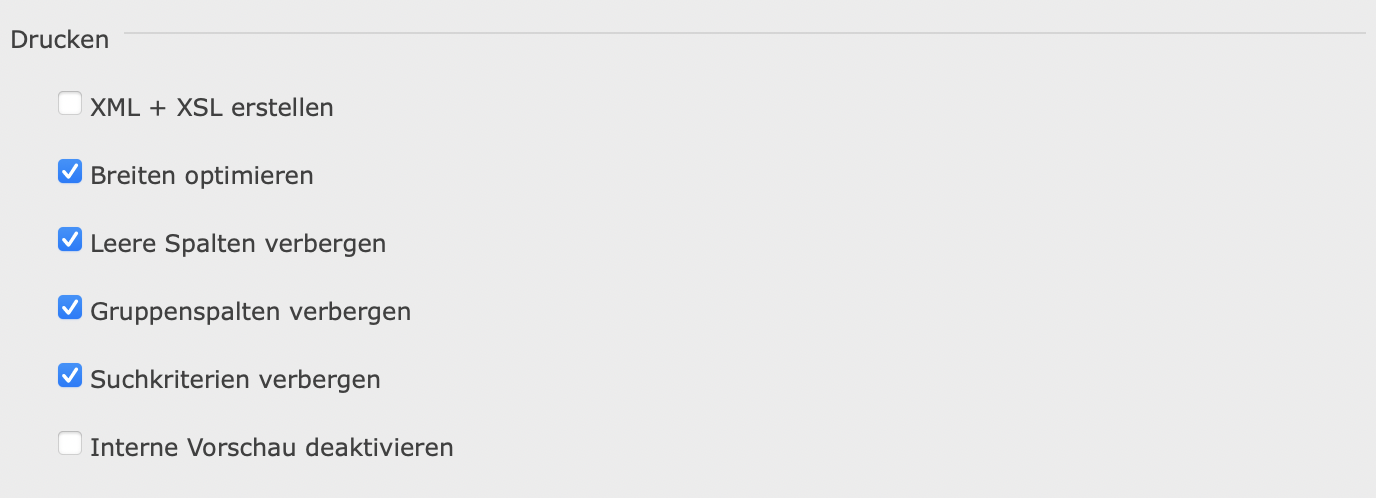 Drucken
XML + XSL erstellen
Breiten optimieren
Leere Spalten verbergen
Gruppenspalten verbergen
Suchkriterien verbergen
Interne Vorschau deaktivieren